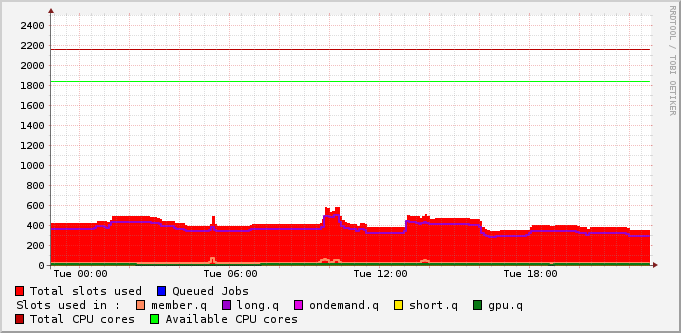 RRDTOOL / TOBI OETIKER
2400
2200
2000
1800
1600
1400
1200
1000
800
600
400
200
0
Tue 00:00 Tue 06:00 Tue 12:00 Tue 18:00
Total slots used Queued Jobs
Slots used in : member.q long.q ondemand.q short.q gpu.q
Total CPU cores Available CPU cores